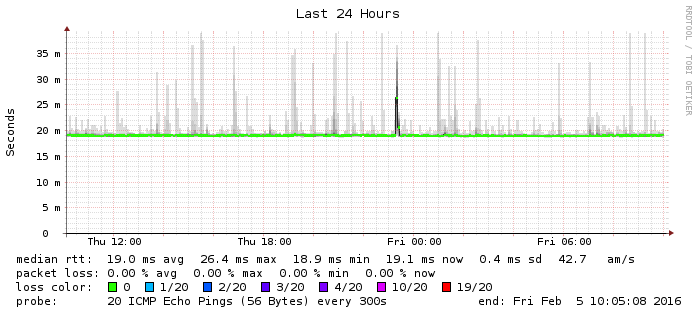 Last 24 Hours
RRDTOOL / TOBI OETIKER
Seconds
35 m
30 m
25 m
20 m
15 m
10 m
5 m
0
Thu 12:00 Thu 18:00 Fri 00:00 Fri 06:00
median rtt: 19.0 ms avg 26.4 ms max 18.9 ms min 19.1 ms now 0.4 ms sd 42.7 am/s
packet loss: 0.00 % avg 0.00 % max 0.00 % min 0.00 % now
loss color: 0 1/20 2/20 3/20 4/20 10/20 19/20
probe: 20 ICMP Echo Pings (56 Bytes) every 300s end: Fri Feb 5 10:05:08 2016